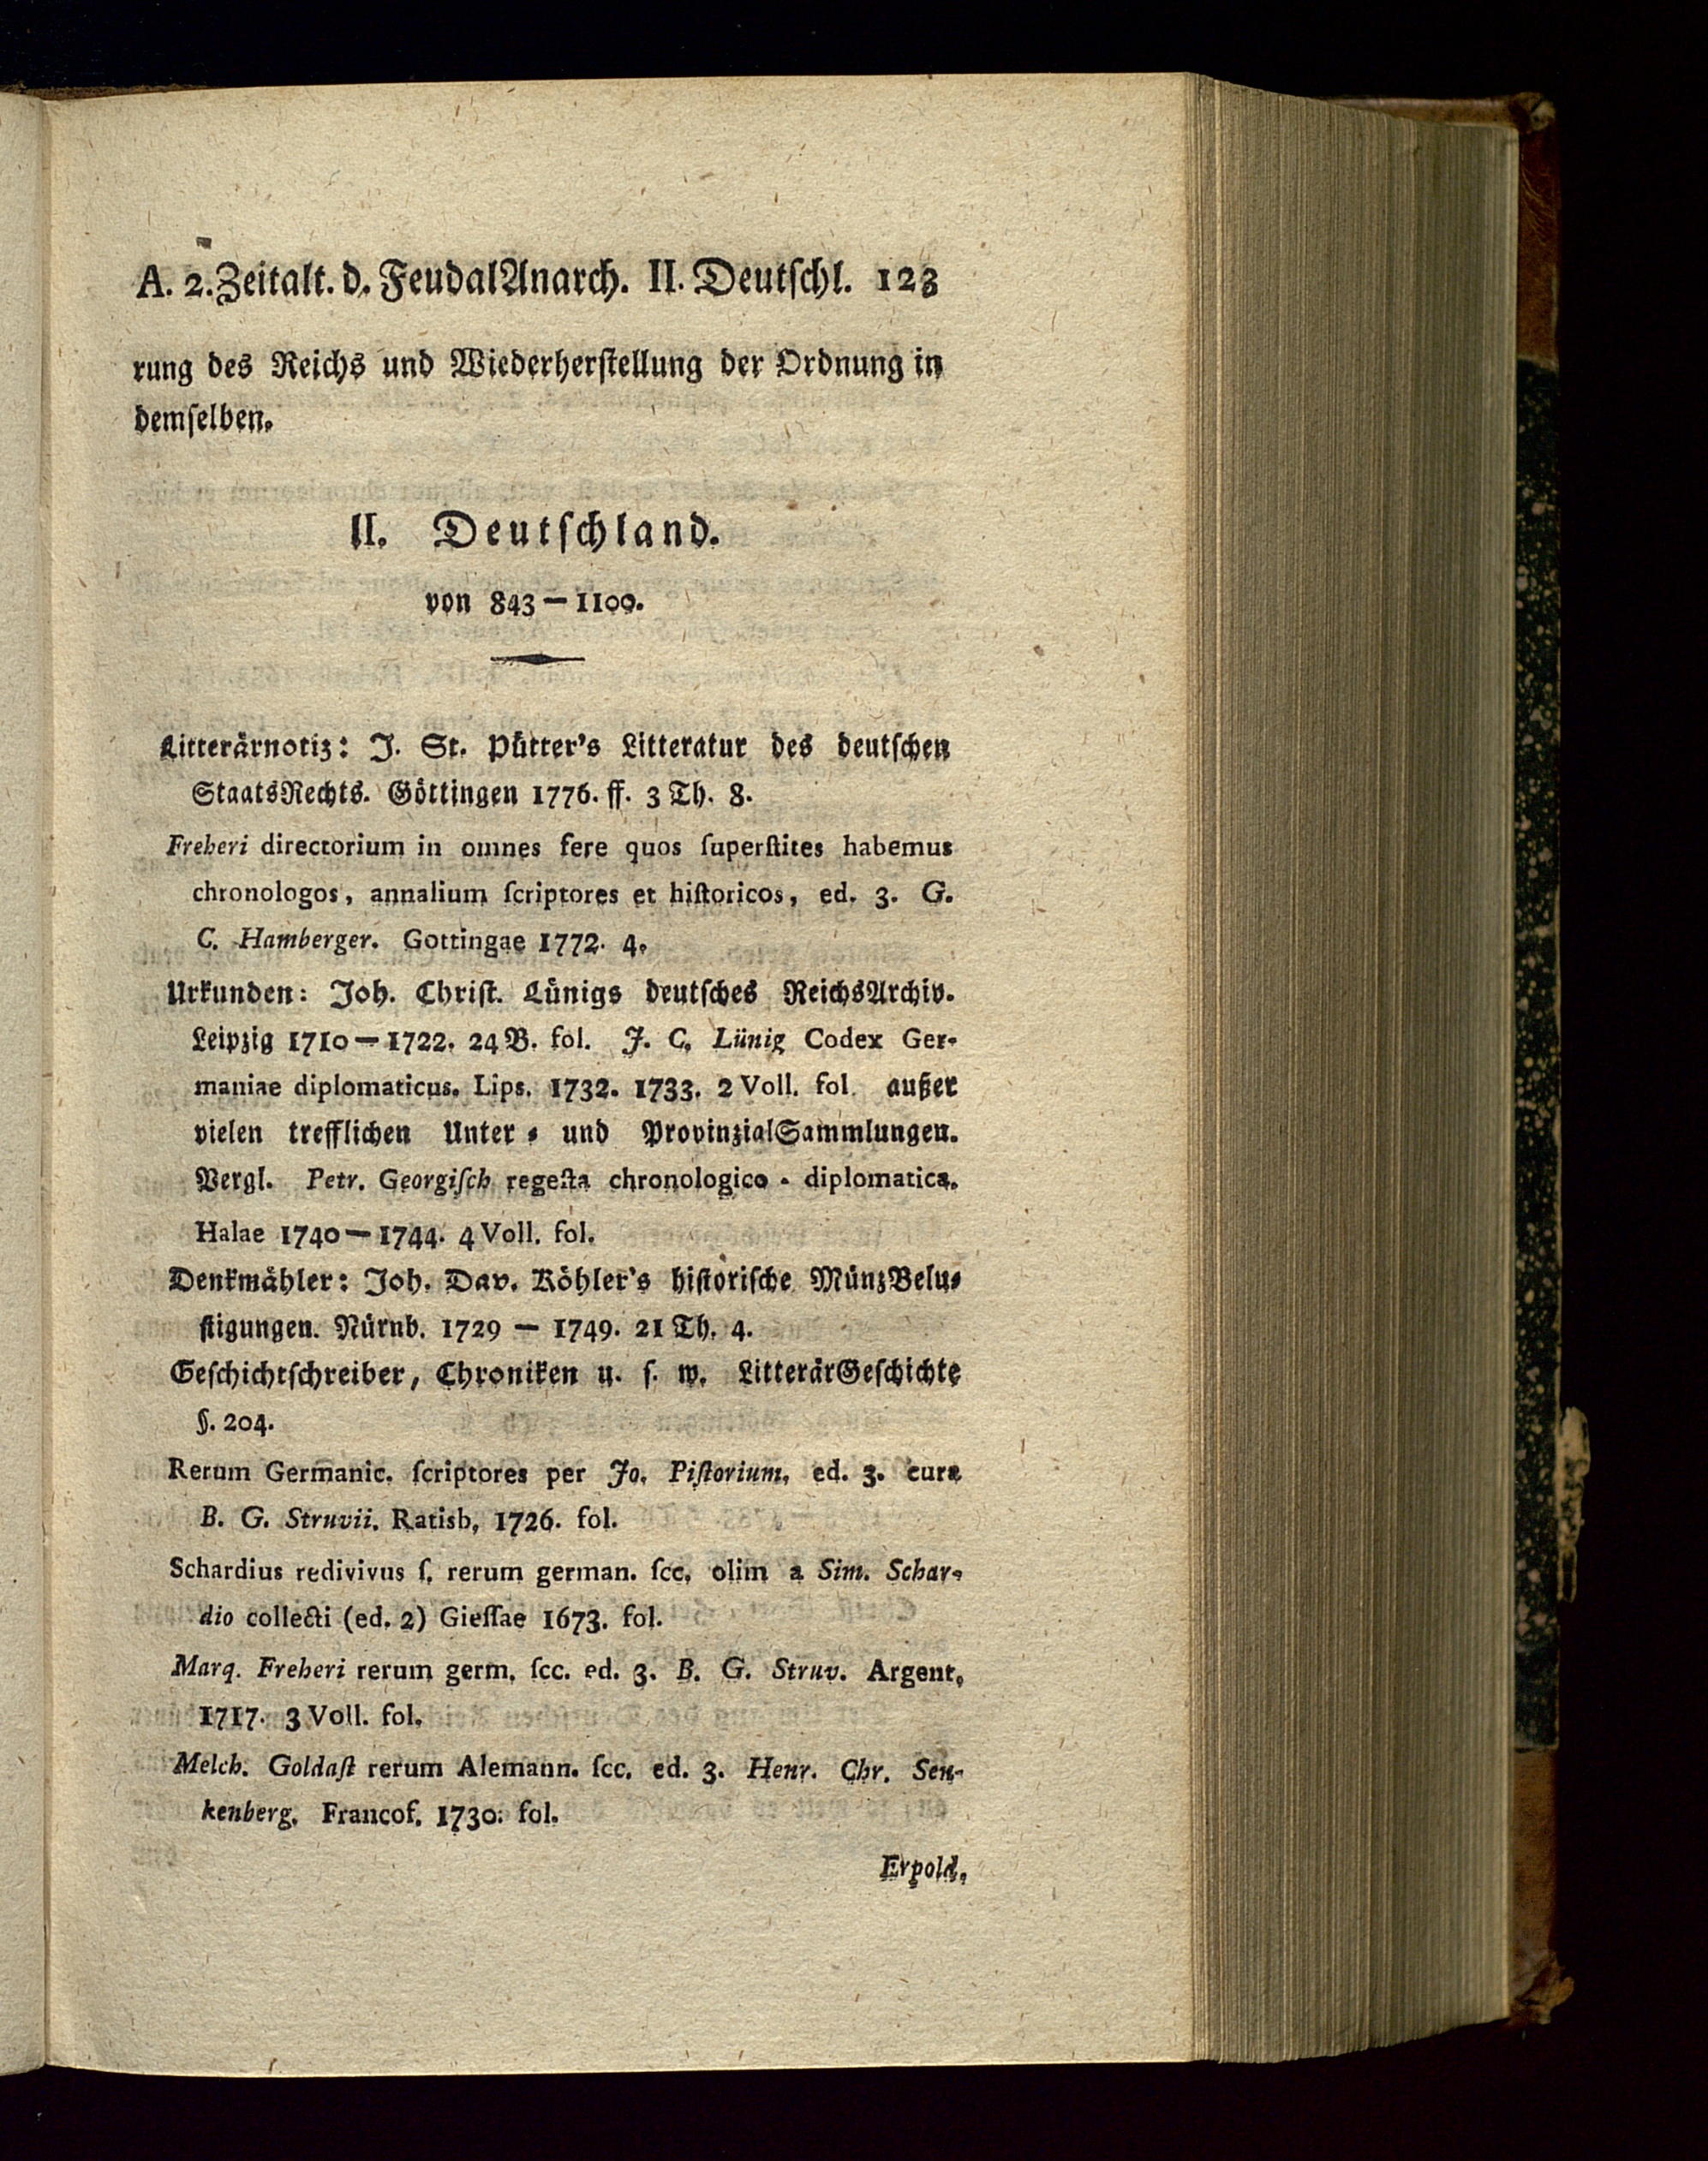 A. 2. Zeitalt. d. FeudalAnarch. II. Deutſchl. 123
rung des Reichs und Wiederherſtellung der Ordnung in
demſelben.
II. Deutſchland.
von 843 — 1100.
Litterärnotiz: J. St. Pütter's Litteratur des deutſchen
StaatsRechts. Göttingen 1776. ff. 3 Th. 8.
Freheri directorium in omnes fere quos ſuperſtites habemus
chronologos, annalium ſcriptores et hiſtoricos, ed. 3. G.
C. Hamberger. Gottingae 1772. 4.
Urkunden: Joh. Chriſt. Lünigs deutſches ReichsArchiv.
Leipzig 1710 — 1722. 24 B. fol. J. C. Lünig Codex Ger-
maniae diplomaticus. Lips. 1732. 1733. 2 Voll. fol. außer
vielen trefflichen Unter- und ProvinzialSammlungen.
Vergl. Petr. Georgiſch regeſta chronologico - diplomatica.
Halae 1740 — 1744. 4 Voll. fol.
Denkmähler: Joh. Dav. Köhler's hiſtoriſche MünzBelu-
ſtigungen. Nürnb. 1729 — 1749. 21 Th. 4.
Geſchichtſchreiber, Chroniken u. ſ. w. LitterärGeſchichte
§. 204.
Rerum Germanic. ſcriptores per Jo. Piſtorium, ed. 3. cura
B. G. Struvii. Ratisb, 1726. fol.
Schardius redivivus ſ. rerum german. ſcc. olim a Sim. Schar-
dio collecti (ed. 2) Gieſſae 1673. fol.
Marq. Freheri rerum germ. ſcc. ed. 3. B. G. Struv. Argent.
1717. 3 Voll. fol.
Melch. Goldaſt rerum Alemann. ſcc. ed. 3. Henr. Chr. Sen-
kenberg. Francof. 1730. fol.
Erpold.